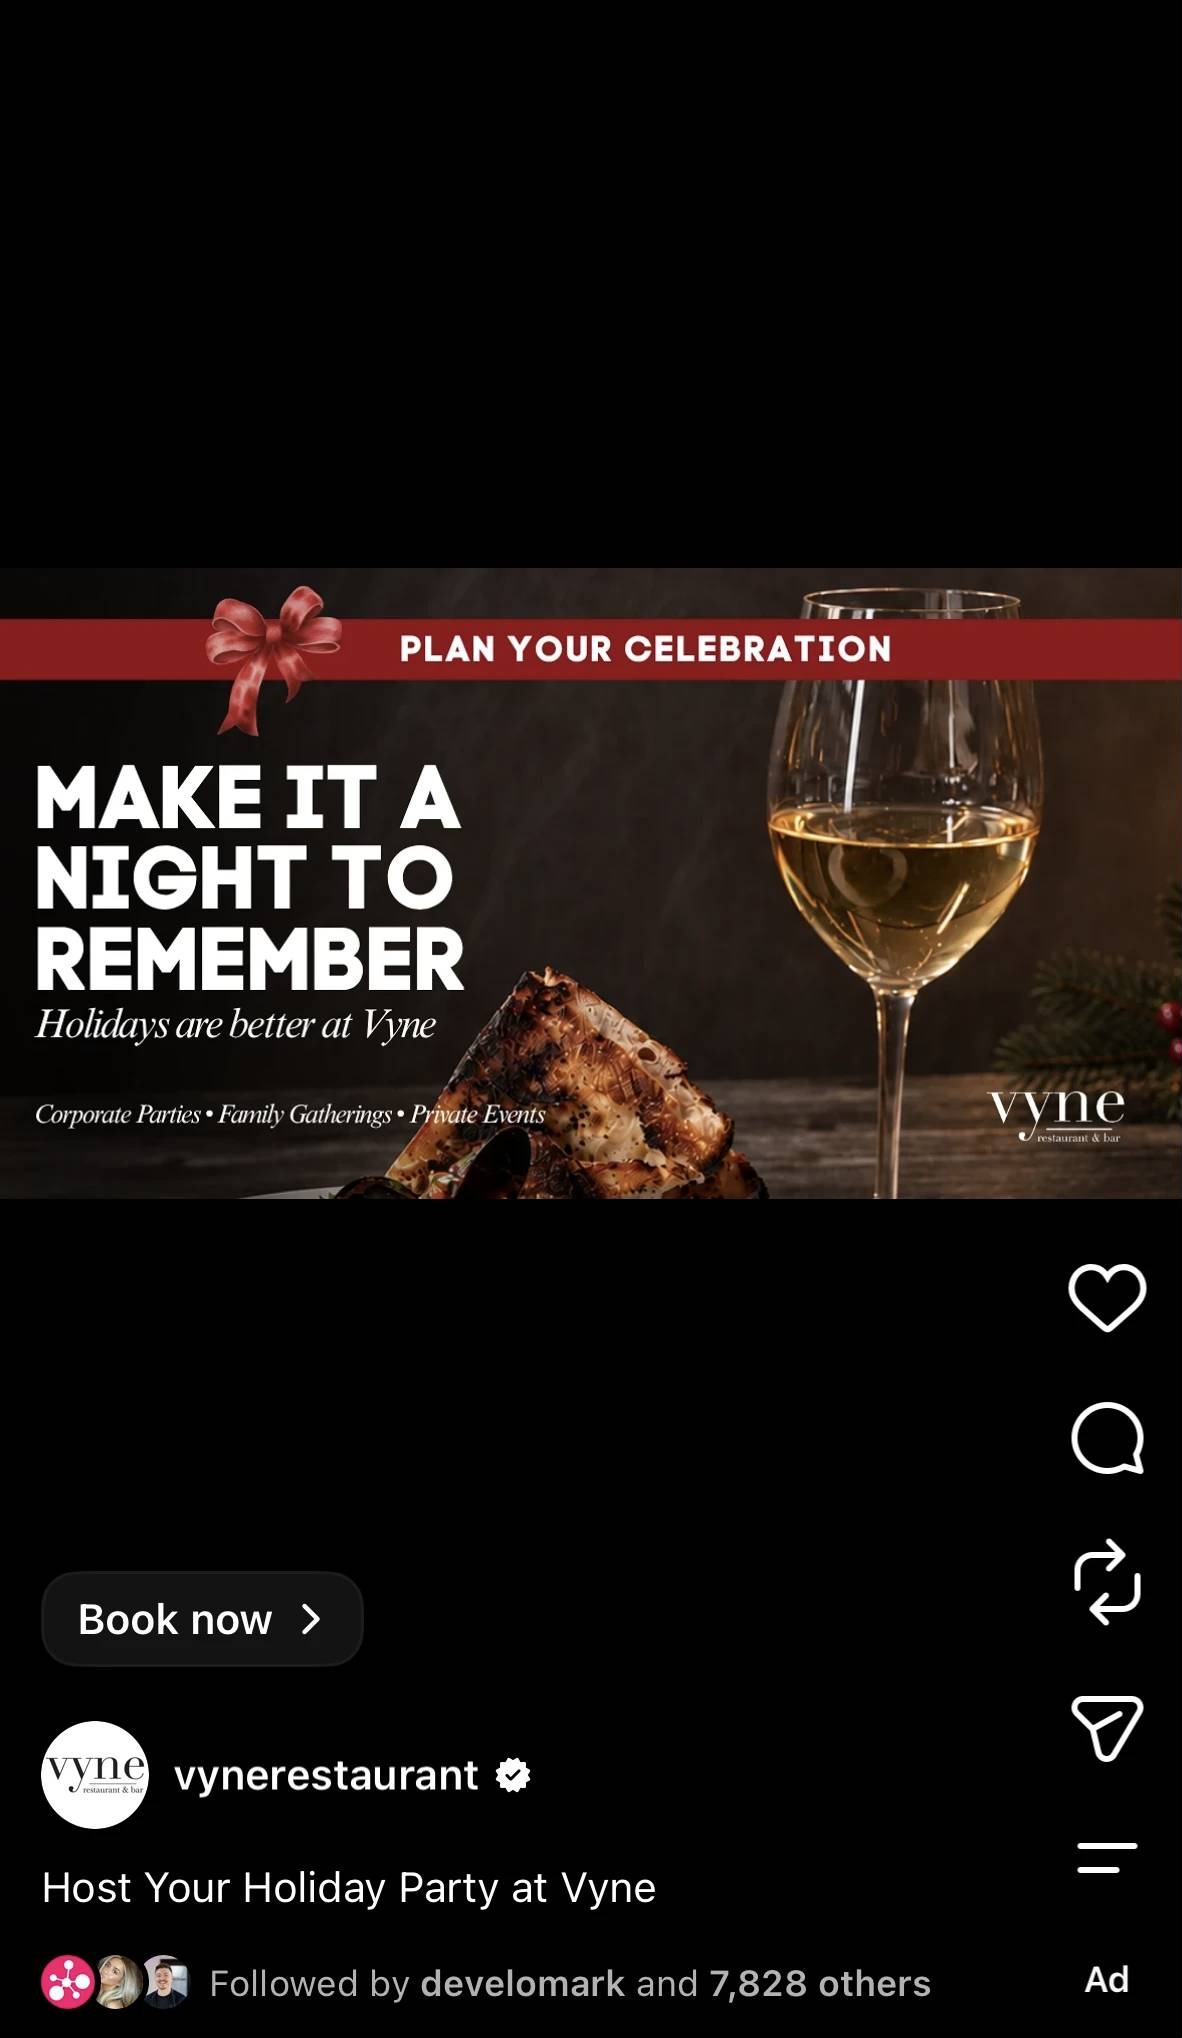 PLAN YOUR CELEBRATION
MAKE IT A
NIGHT TO
REMEMBER
Holidays are better at Vyne
Corporate Parties • Family Gatherings • Private Events
vyne
restaurant & bar
Book now
vyne
restaurant & bar
vynerestaurant
Host Your Holiday Party at Vyne
Followed by develomark and 7,828 others
Ad